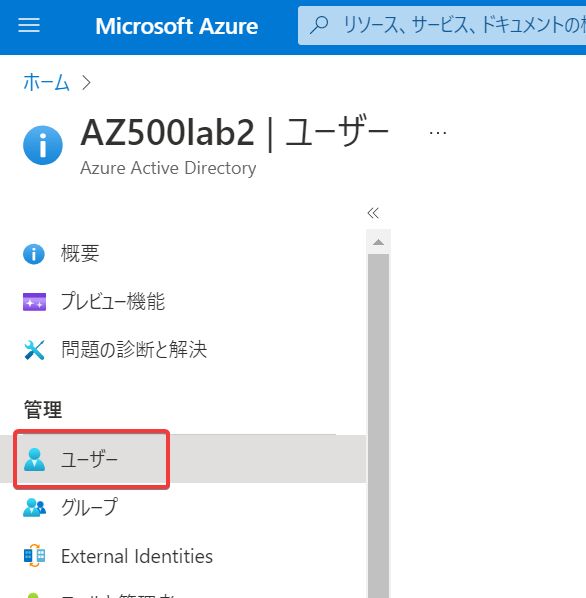 Microsoft Azure
リソース、サービス、ドキュメントの
ホーム
AZ500lab2 | ユーザー ...
Azure Active Directory
概要
プレビュー機能
問題の診断と解決
管理
ユーザー
グループ
External Identities